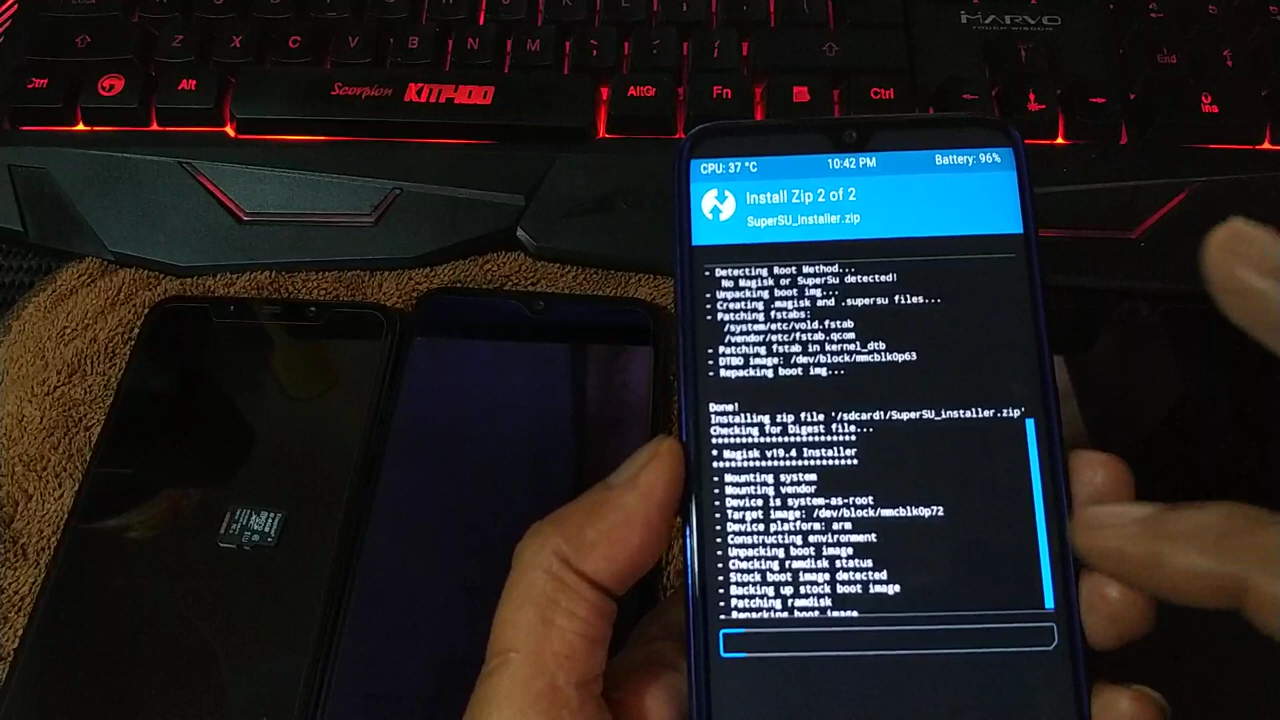 MARVO
TOUCH WISDOM
Z X C V B N M
End
Ctrl
Alt
Scorpion KM400
AltGr
Fn
Ctrl
Ins
CPU: 37 °C 10:42 PM Battery: 96%
Install Zip 2 of 2
SuperSU_installer.zip
- Detecting Root Method...
No Magisk or SuperSu detected!
- Unpacking boot img...
- Creating .magisk and .supersu files...
- Patching fstabs:
/system/etc/vold.fstab
/vendor/etc/fstab.qcom
- Patching fstab in kernel_dtb
- DTBO image: /dev/block/mmcblk0p63
- Repacking boot img...
Done!
Installing zip file '/sdcard1/SuperSU_installer.zip'
Checking for Digest file...
************************
* Magisk v19.4 Installer
************************
- Mounting system
- Mounting vendor
- Device is system-as-root
- Target image: /dev/block/mmcblk0p72
- Device platform: arm
- Constructing environment
- Unpacking boot image
- Checking ramdisk status
- Stock boot image detected
- Backing up stock boot image
- Patching ramdisk
- Repacking boot image